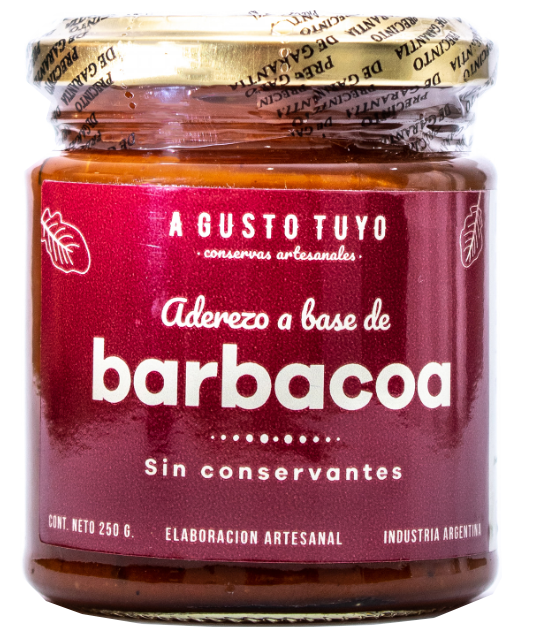 PRECINTO
DE GARANTIA
A GUSTO TUYO
· conservas artesanales ·
Aderezo a base de
barbacoa
Sin conservantes
CONT. NETO 250 G.
ELABORACION ARTESANAL
INDUSTRIA ARGENTINA